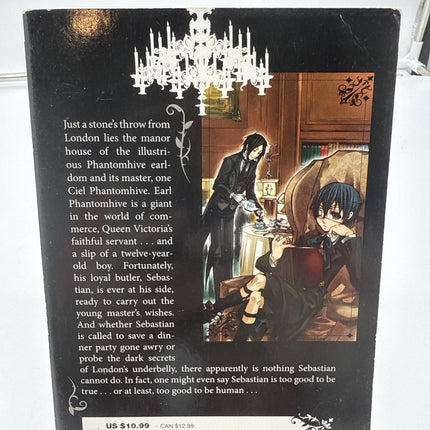 Just a stone's throw from
London lies the manor
house of the illustri-
ous Phantomhive earl-
dom and its master, one
Ciel Phantomhive. Earl
Phantomhive is a giant
in the world of com-
merce, Queen Victoria's
faithful servant . . . and
a slip of a twelve-year-
old boy. Fortunately,
his loyal butler, Sebas-
tian, is ever at his side,
ready to carry out the
young master's wishes.
And whether Sebastian
is called to save a din-
ner party gone awry or
probe the dark secrets
of London's underbelly, there apparently is nothing Sebastian
cannot do. In fact, one might even say Sebastian is too good to be
true . . . or at least, too good to be human . . .
US $10.99 CAN $12.99